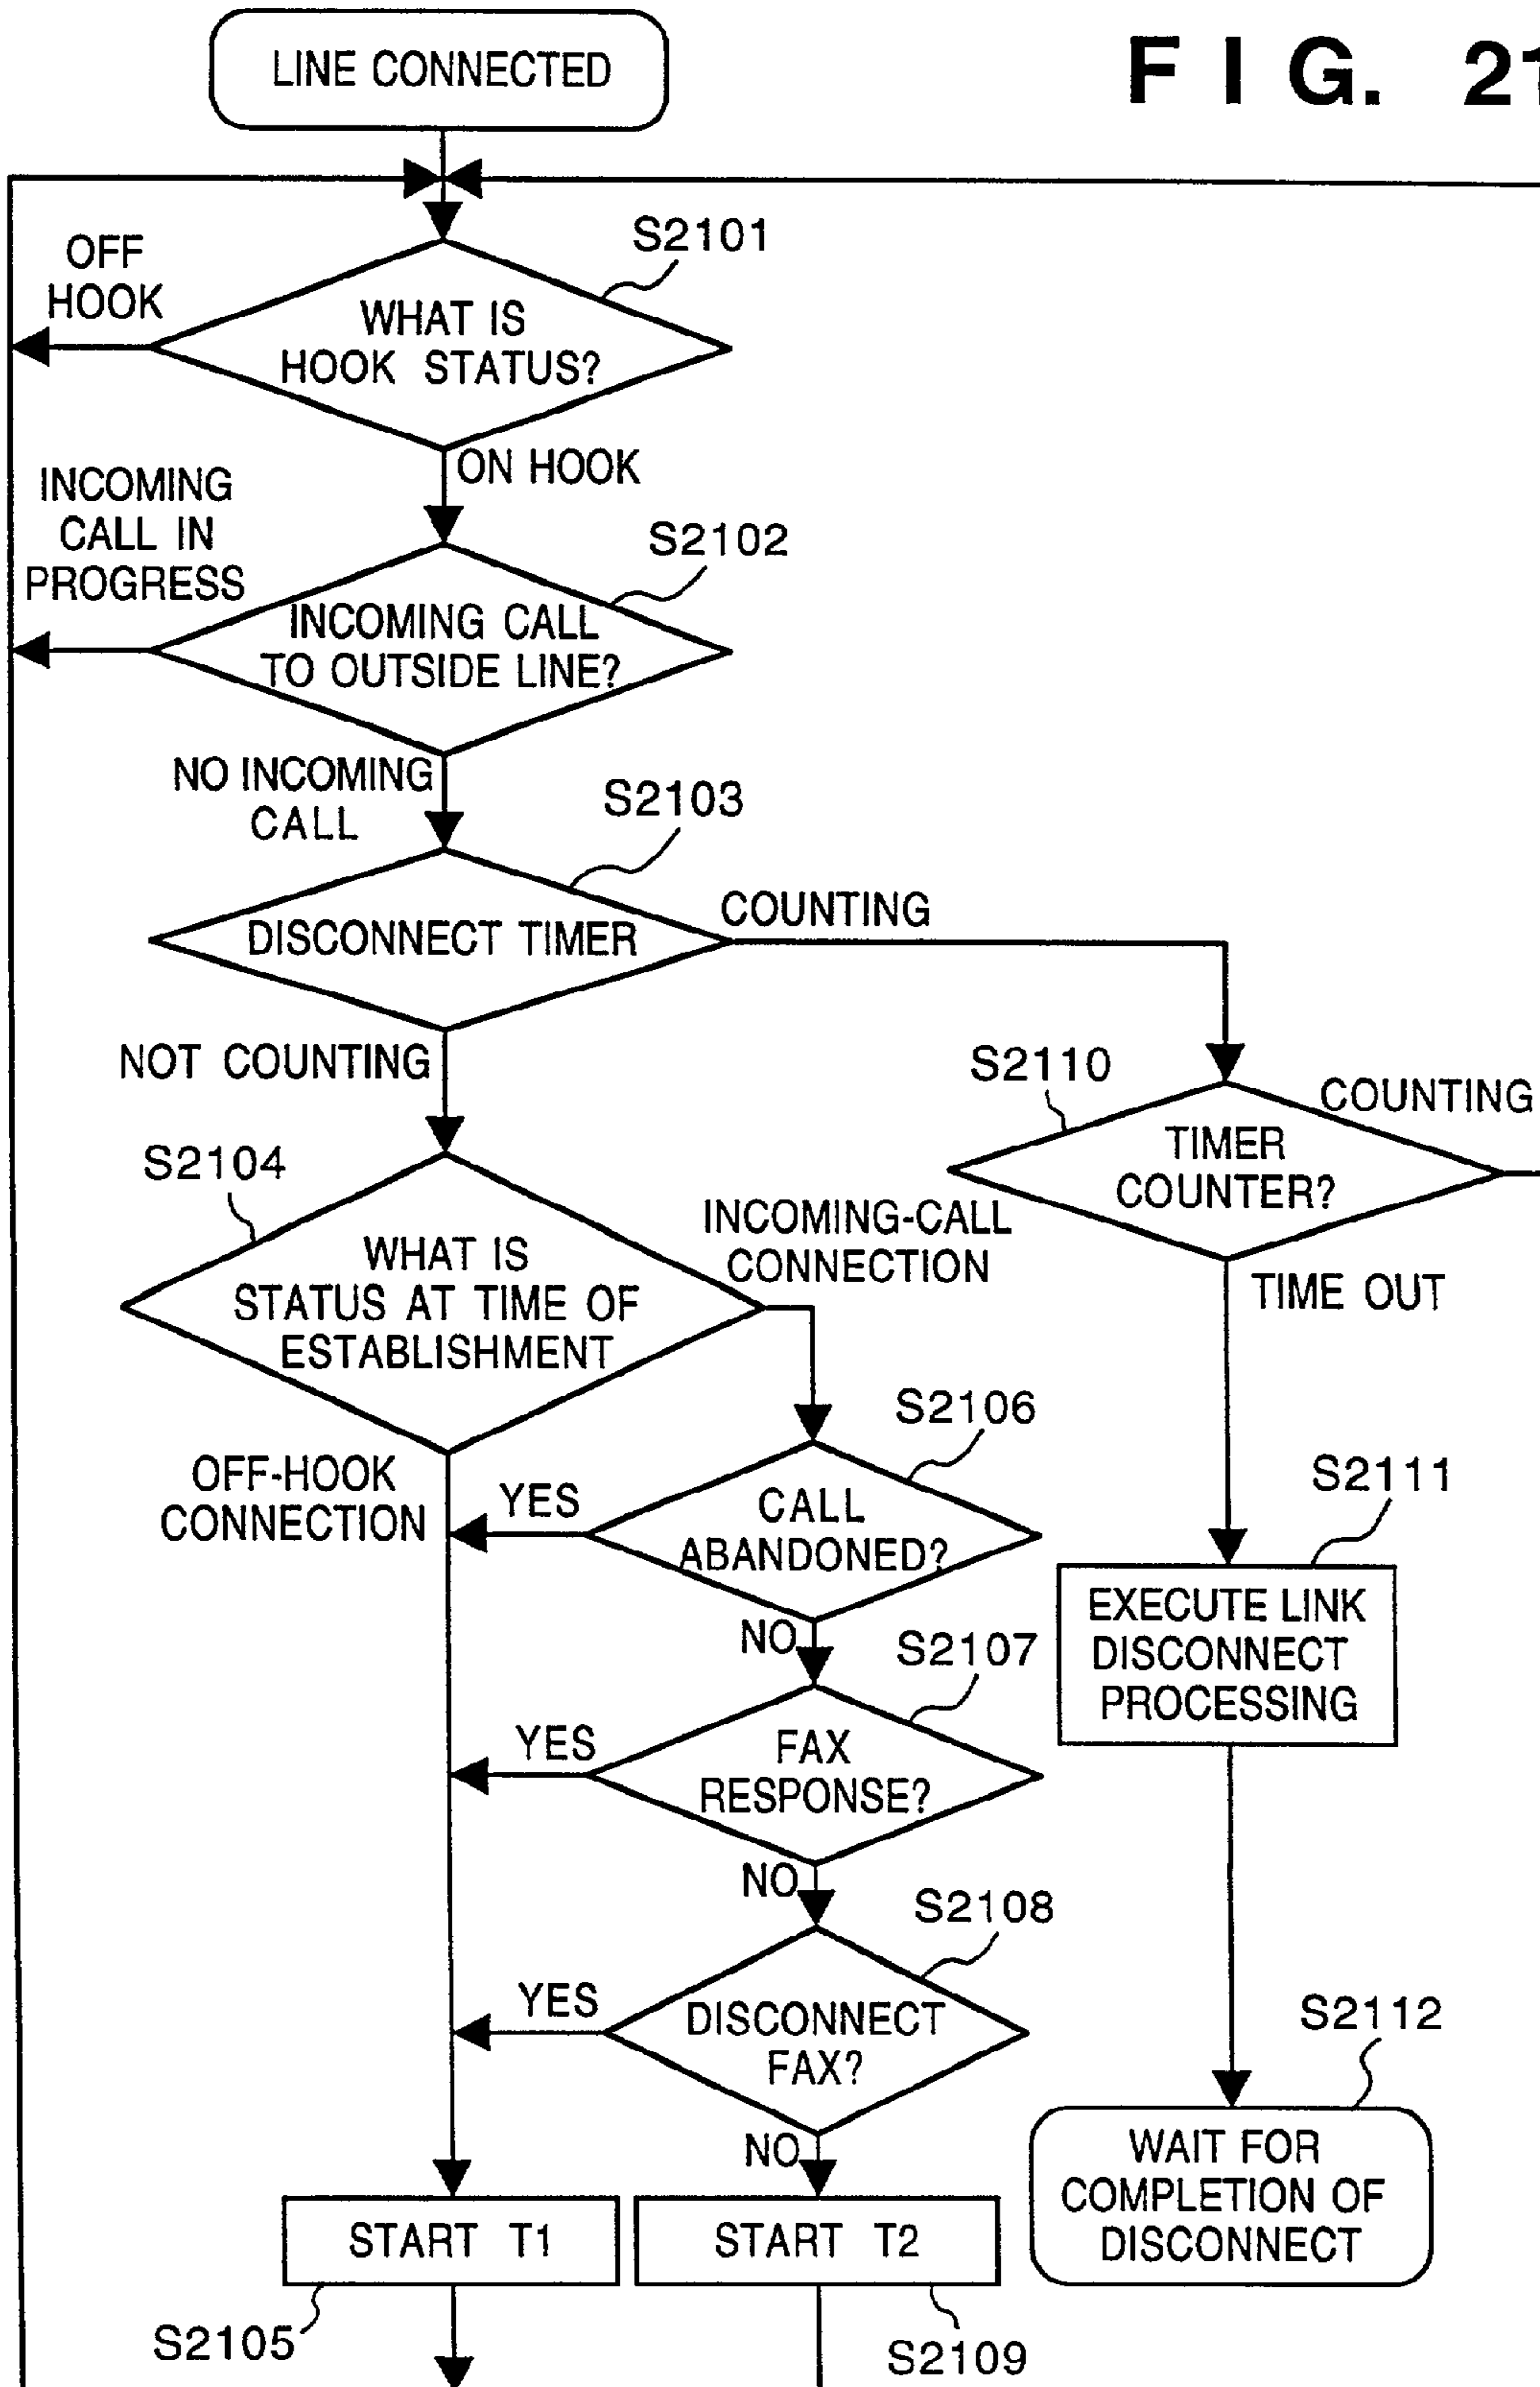 LINE CONNECTED
F I G. 21
S2101
OFF
HOOK
WHAT IS
HOOK STATUS?
ON HOOK
INCOMING
CALL IN
PROGRESS
S2102
INCOMING CALL
TO OUTSIDE LINE?
NO INCOMING
CALL
S2103
DISCONNECT TIMER
COUNTING
NOT COUNTING
S2110
COUNTING
TIMER
COUNTER?
TIME OUT
S2104
WHAT IS
STATUS AT TIME OF
ESTABLISHMENT
INCOMING-CALL
CONNECTION
OFF-HOOK
CONNECTION
S2106
YES
CALL
ABANDONED?
NO
S2111
EXECUTE LINK
DISCONNECT
PROCESSING
S2107
YES
FAX
RESPONSE?
NO
S2108
YES
DISCONNECT
FAX?
NO
S2112
WAIT FOR
COMPLETION OF
DISCONNECT
START T1
START T2
S2105
S2109